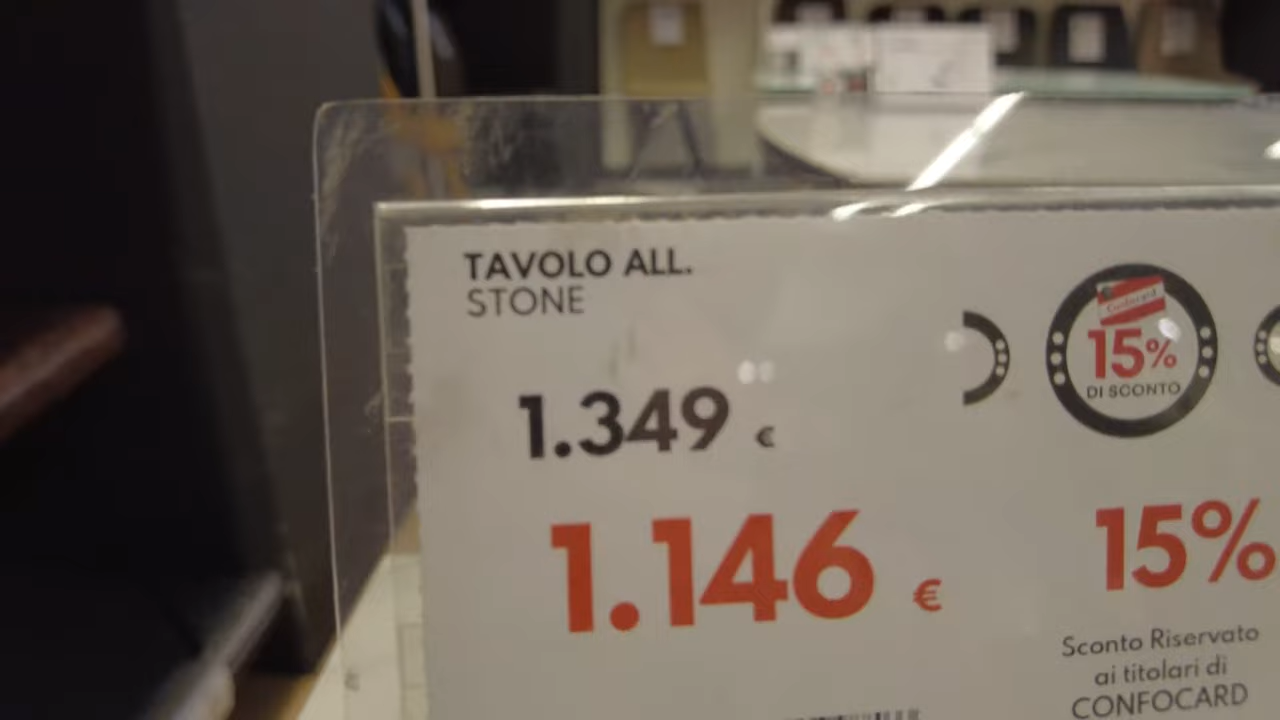 TAVOLO ALL.
STONE
1.349 €
1.146 €
Confocard
15%
DI SCONTO
15%
Sconto Riservato
ai titolari di
CONFOCARD